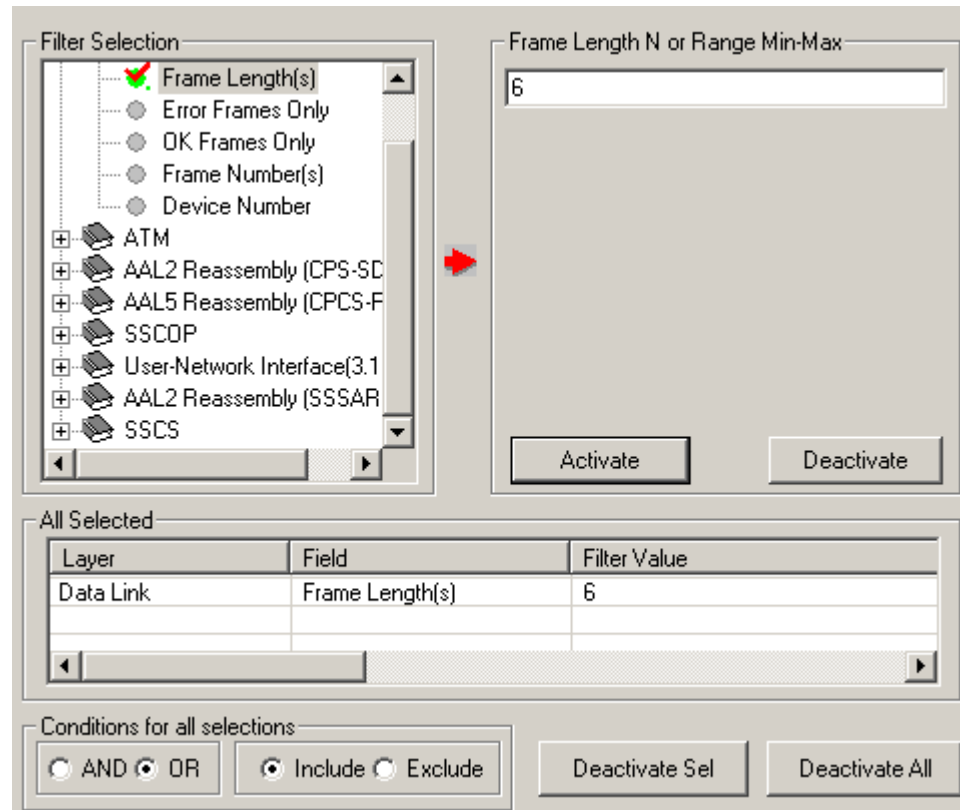 Filter Selection
Frame Length(s)
Error Frames Only
OK Frames Only
Frame Number(s)
Device Number
ATM
AAL2 Reassembly (CPS-SD
AAL5 Reassembly (CPCS-F
SSCOP
User-Network Interface(3.1
AAL2 Reassembly (SSSAR
SSCS
Frame Length N or Range Min-Max
6
Activate
Deactivate
All Selected
Layer Field Filter Value
Data Link Frame Length(s) 6
Conditions for all selections
AND OR Include Exclude
Deactivate Sel
Deactivate All